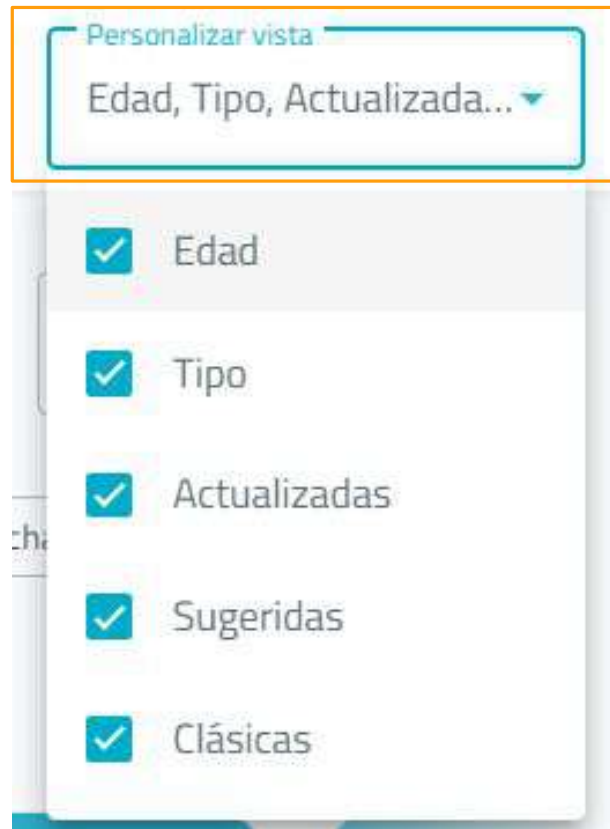 Personalizar vista
Edad, Tipo, Actualizada...
Edad
Tipo
Actualizadas
Sugeridas
Clásicas